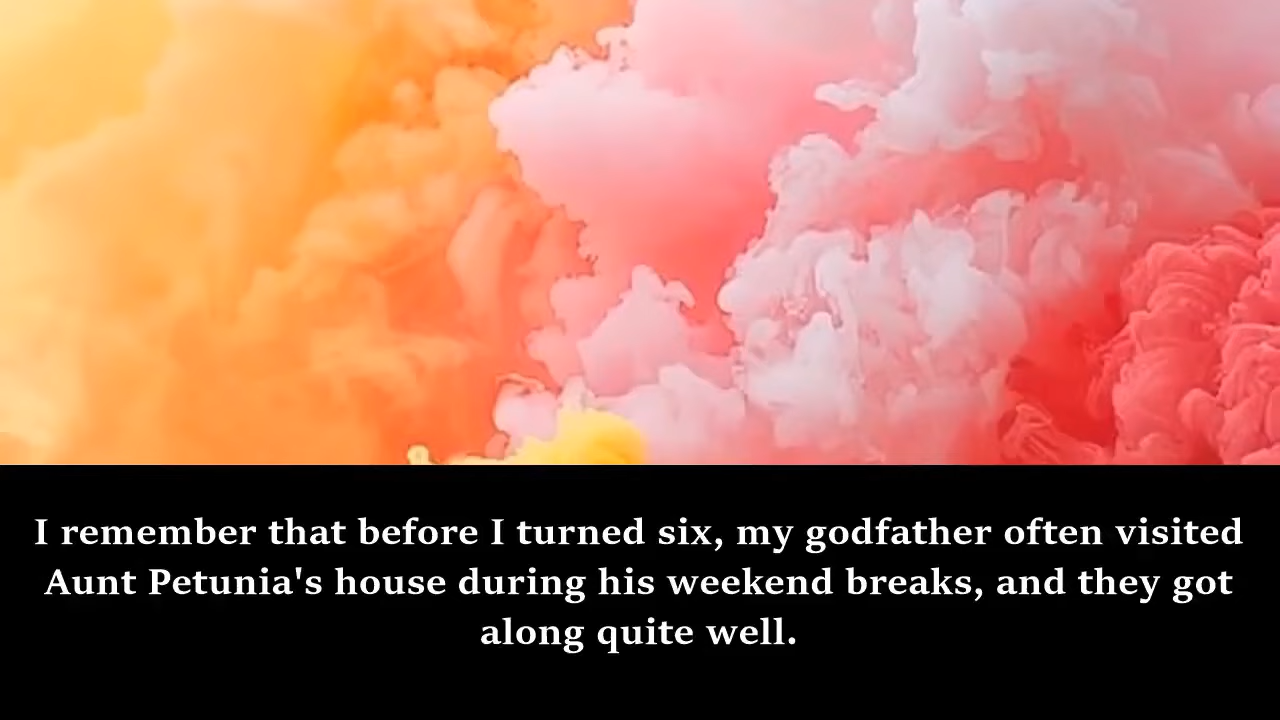 I remember that before I turned six, my godfather often visited
Aunt Petunia's house during his weekend breaks, and they got
along quite well.